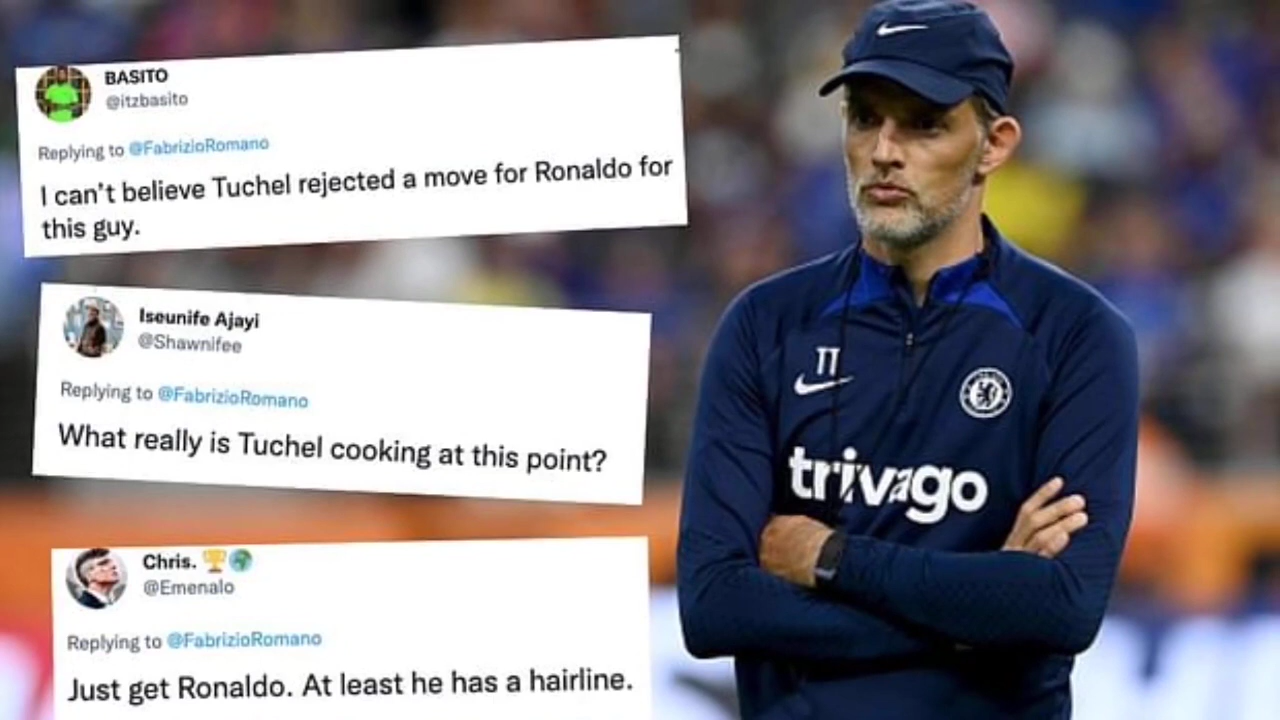 BASITO
@itzbasito
Replying to @FabrizioRomano
I can't believe Tuchel rejected a move for Ronaldo for
this guy.
Iseunife Ajayi
@Shawnifee
Replying to @FabrizioRomano
What really is Tuchel cooking at this point?
Chris. 🏆🌍
@Emenalo
Replying to @FabrizioRomano
Just get Ronaldo. At least he has a hairline.
TT
trivago